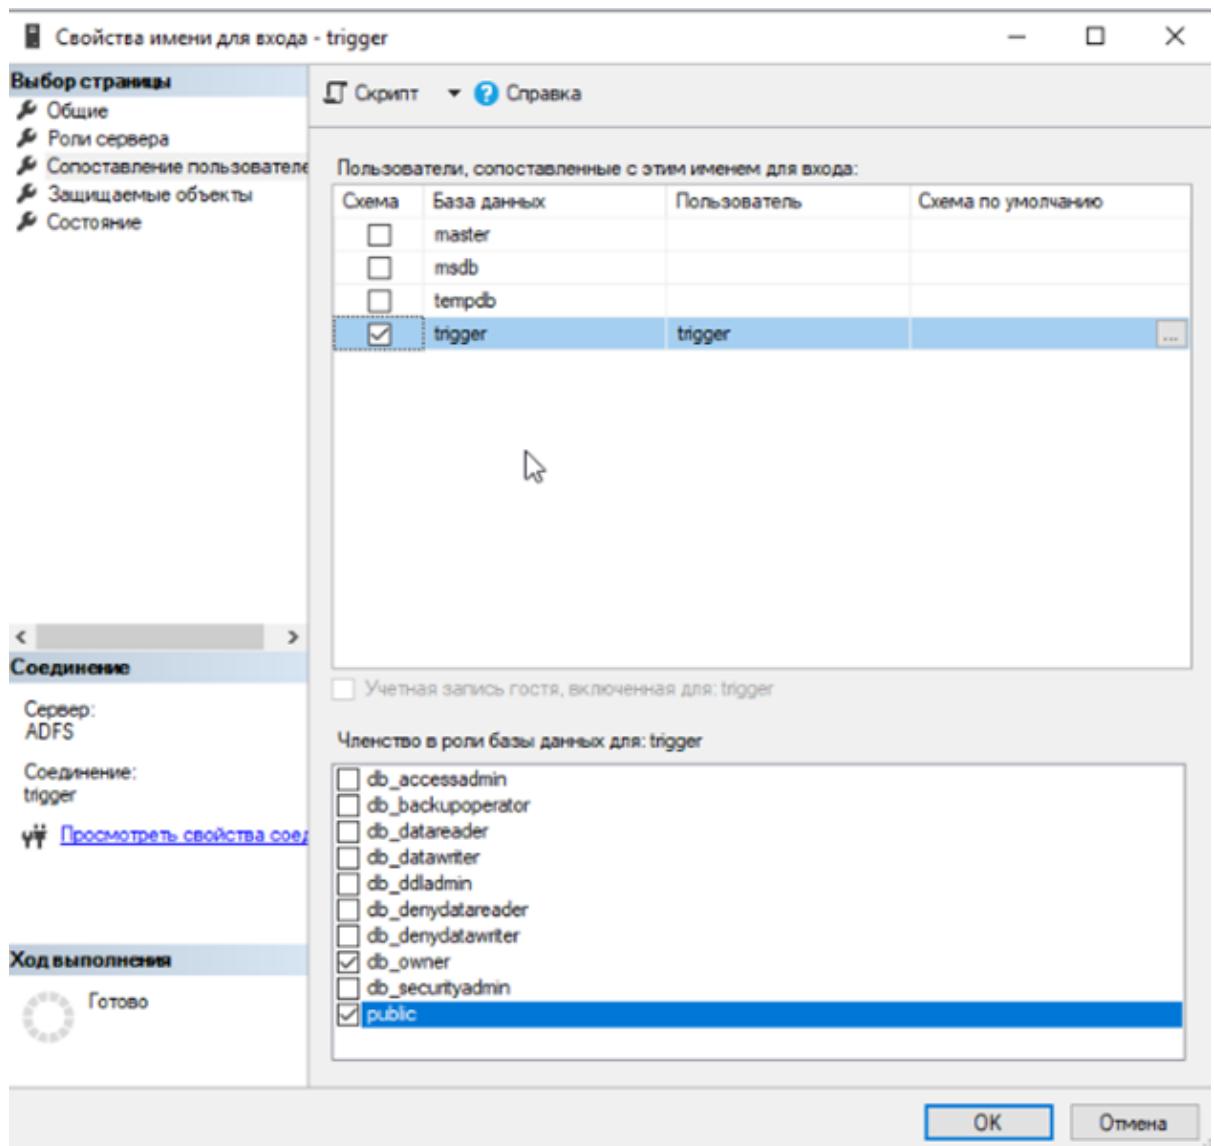 Свойства имени для входа - trigger
Выбор страницы
Общие
Роли сервера
Сопоставление пользователе
Защищаемые объекты
Состояние
Скрипт
Справка
Пользователи, сопоставленные с этим именем для входа:
Схема База данных Пользователь Схема по умолчанию
master
msdb
tempdb
trigger trigger ...
Учетная запись гостя, включенная для: trigger
Членство в роли базы данных для: trigger
db_accessadmin
db_backupoperator
db_datareader
db_datawriter
db_ddladmin
db_denydatareader
db_denydatawriter
db_owner
db_securityadmin
public
Соединение
Сервер:
ADFS
Соединение:
trigger
Просмотреть свойства соед
Ход выполнения
Готово
OK Отмена